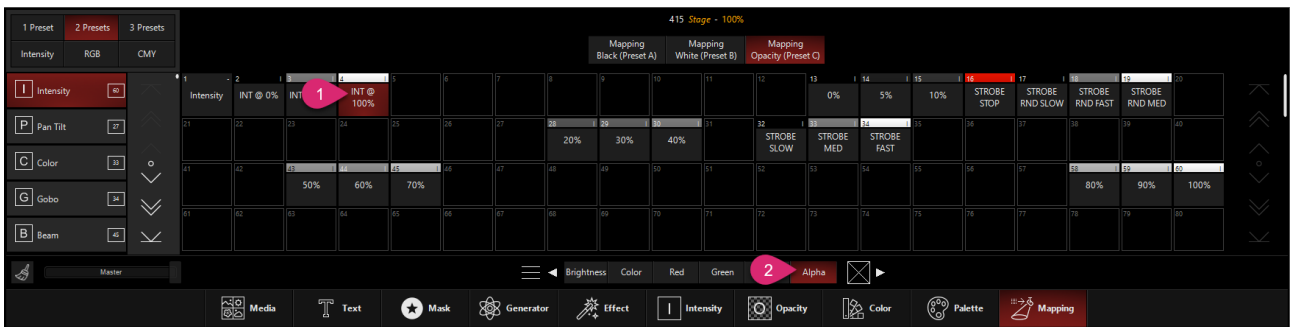 415 Stage - 100%
1 Preset 2 Presets 3 Presets
Intensity RGB CMY
Mapping Black (Preset A)
Mapping White (Preset B)
Mapping Opacity (Preset C)
I Intensity 60
P Pan Tilt 27
C Color 33
G Gobo 34
B Beam 45
1 - 2 I 3 I 4 I 5 6 7 8 9 10 11 12 13 I 14 I 15 I 16 I 17 I 18 I 19 I 20
Intensity INT @ 0% INT 1 INT @ 100% 0% 5% 10% STROBE STOP STROBE RND SLOW STROBE RND FAST STROBE RND MED
21 22 23 24 25 26 27 28 I 29 I 30 I 31 32 I 33 I 34 I 35 36 37 38 39 40
20% 30% 40% STROBE SLOW STROBE MED STROBE FAST
41 42 43 I 44 I 45 I 46 47 48 49 50 51 52 53 54 55 56 57 58 I 59 I 60 I
50% 60% 70% 80% 90% 100%
61 62 63 64 65 66 67 68 69 70 71 72 73 74 75 76 77 78 79 80
Master
Brightness Color Red Green 2 Alpha
Media Text Mask Generator Effect I Intensity O Opacity Color Palette Mapping